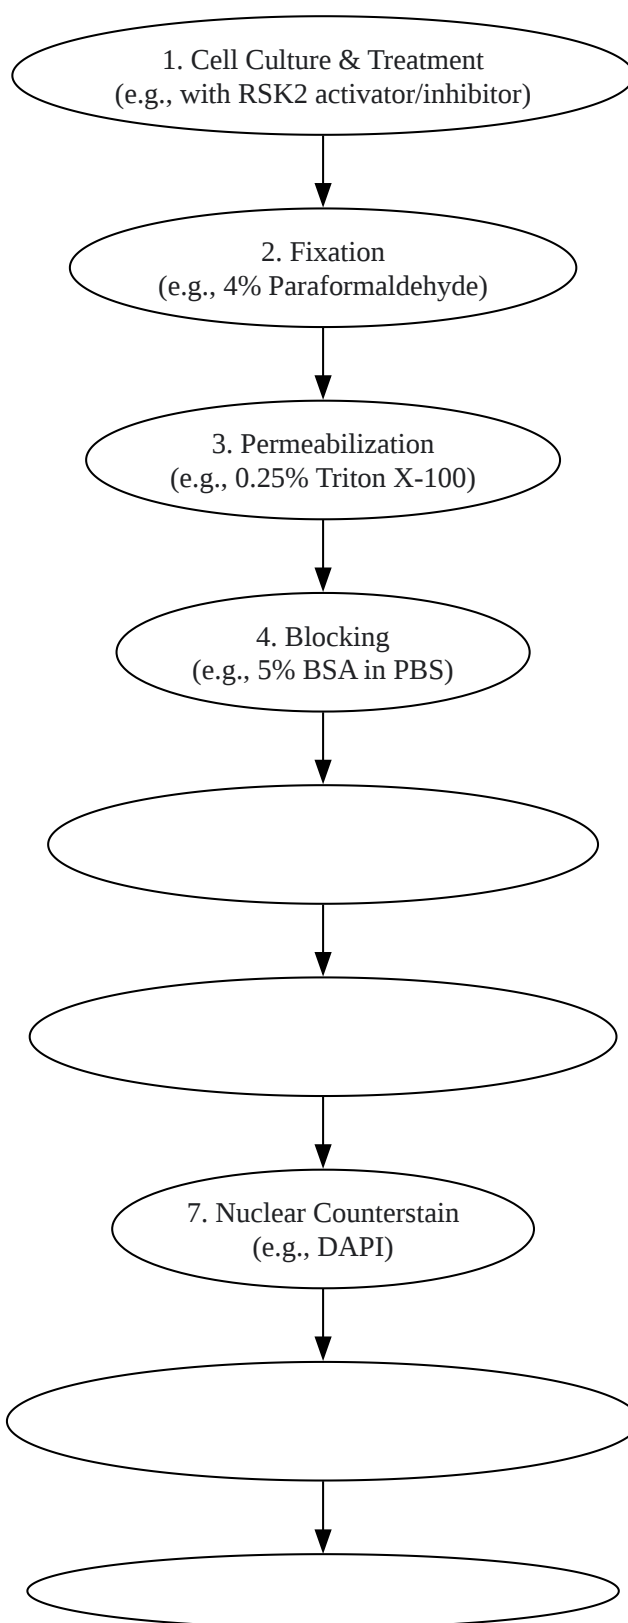 1. Cell Culture & Treatment
(e.g., with RSK2 activator/inhibitor)
2. Fixation
(e.g., 4% Paraformaldehyde)
3. Permeabilization
(e.g., 0.25% Triton X-100)
4. Blocking
(e.g., 5% BSA in PBS)
7. Nuclear Counterstain
(e.g., DAPI)